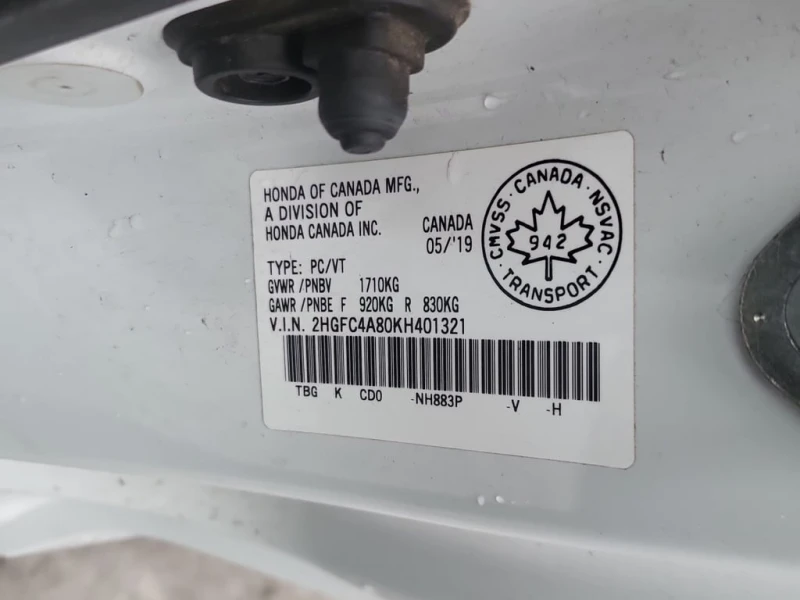 HONDA OF CANADA MFG.,
A DIVISION OF
HONDA CANADA INC.
CANADA
05/'19
CMVSS · CANADA · NSVAC
942
TRANSPORT
TYPE: PC/VT
GVWR /PNBV 1710KG
GAWR /PNBE F 920KG R 830KG
V.I.N. 2HGFC4A80KH401321
TBG K CD0 -NH883P -V -H